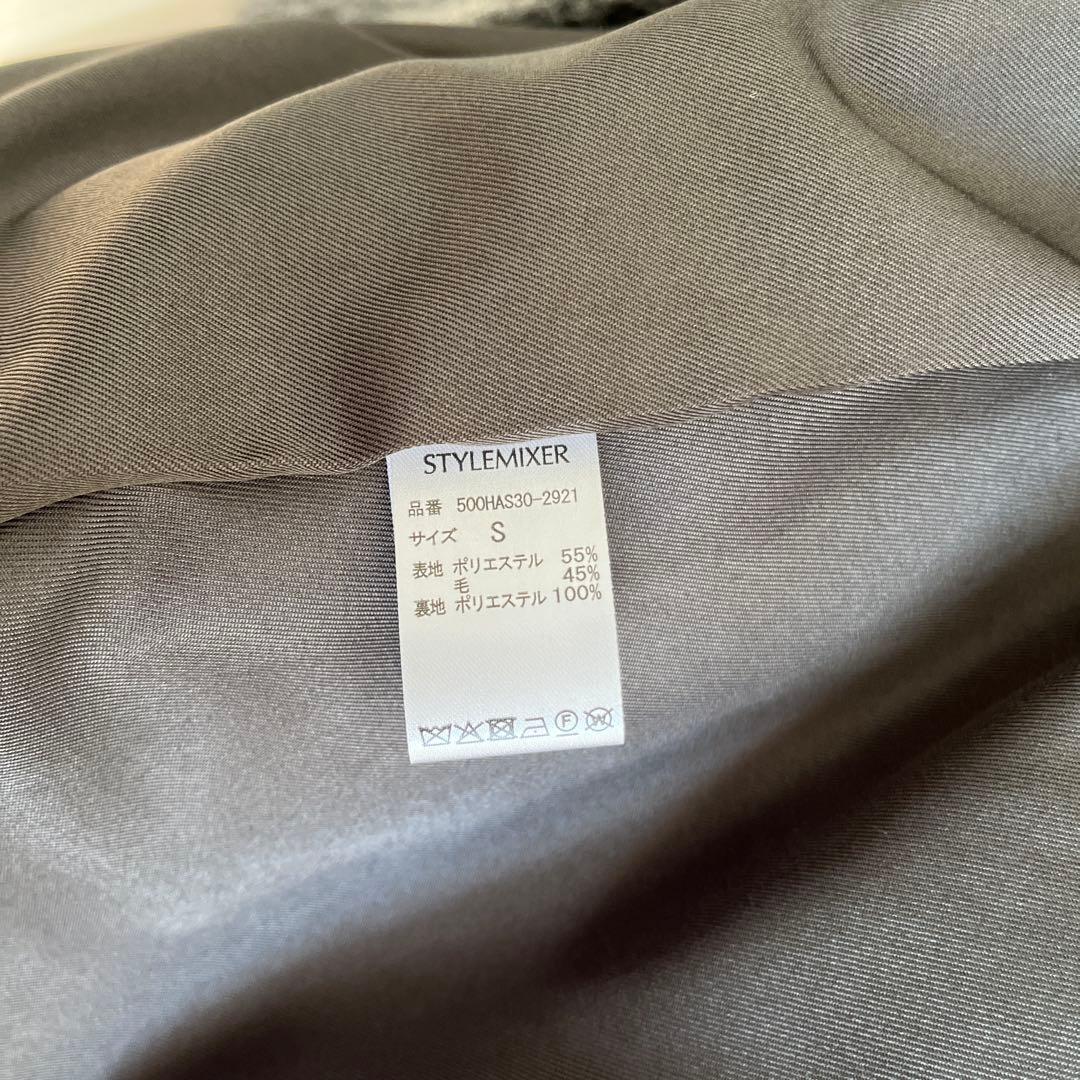 STYLEMIXER
品番 500HAS30-2921
サイズ S
表地 ポリエステル 55%
毛 45%
裏地 ポリエステル 100%
F W